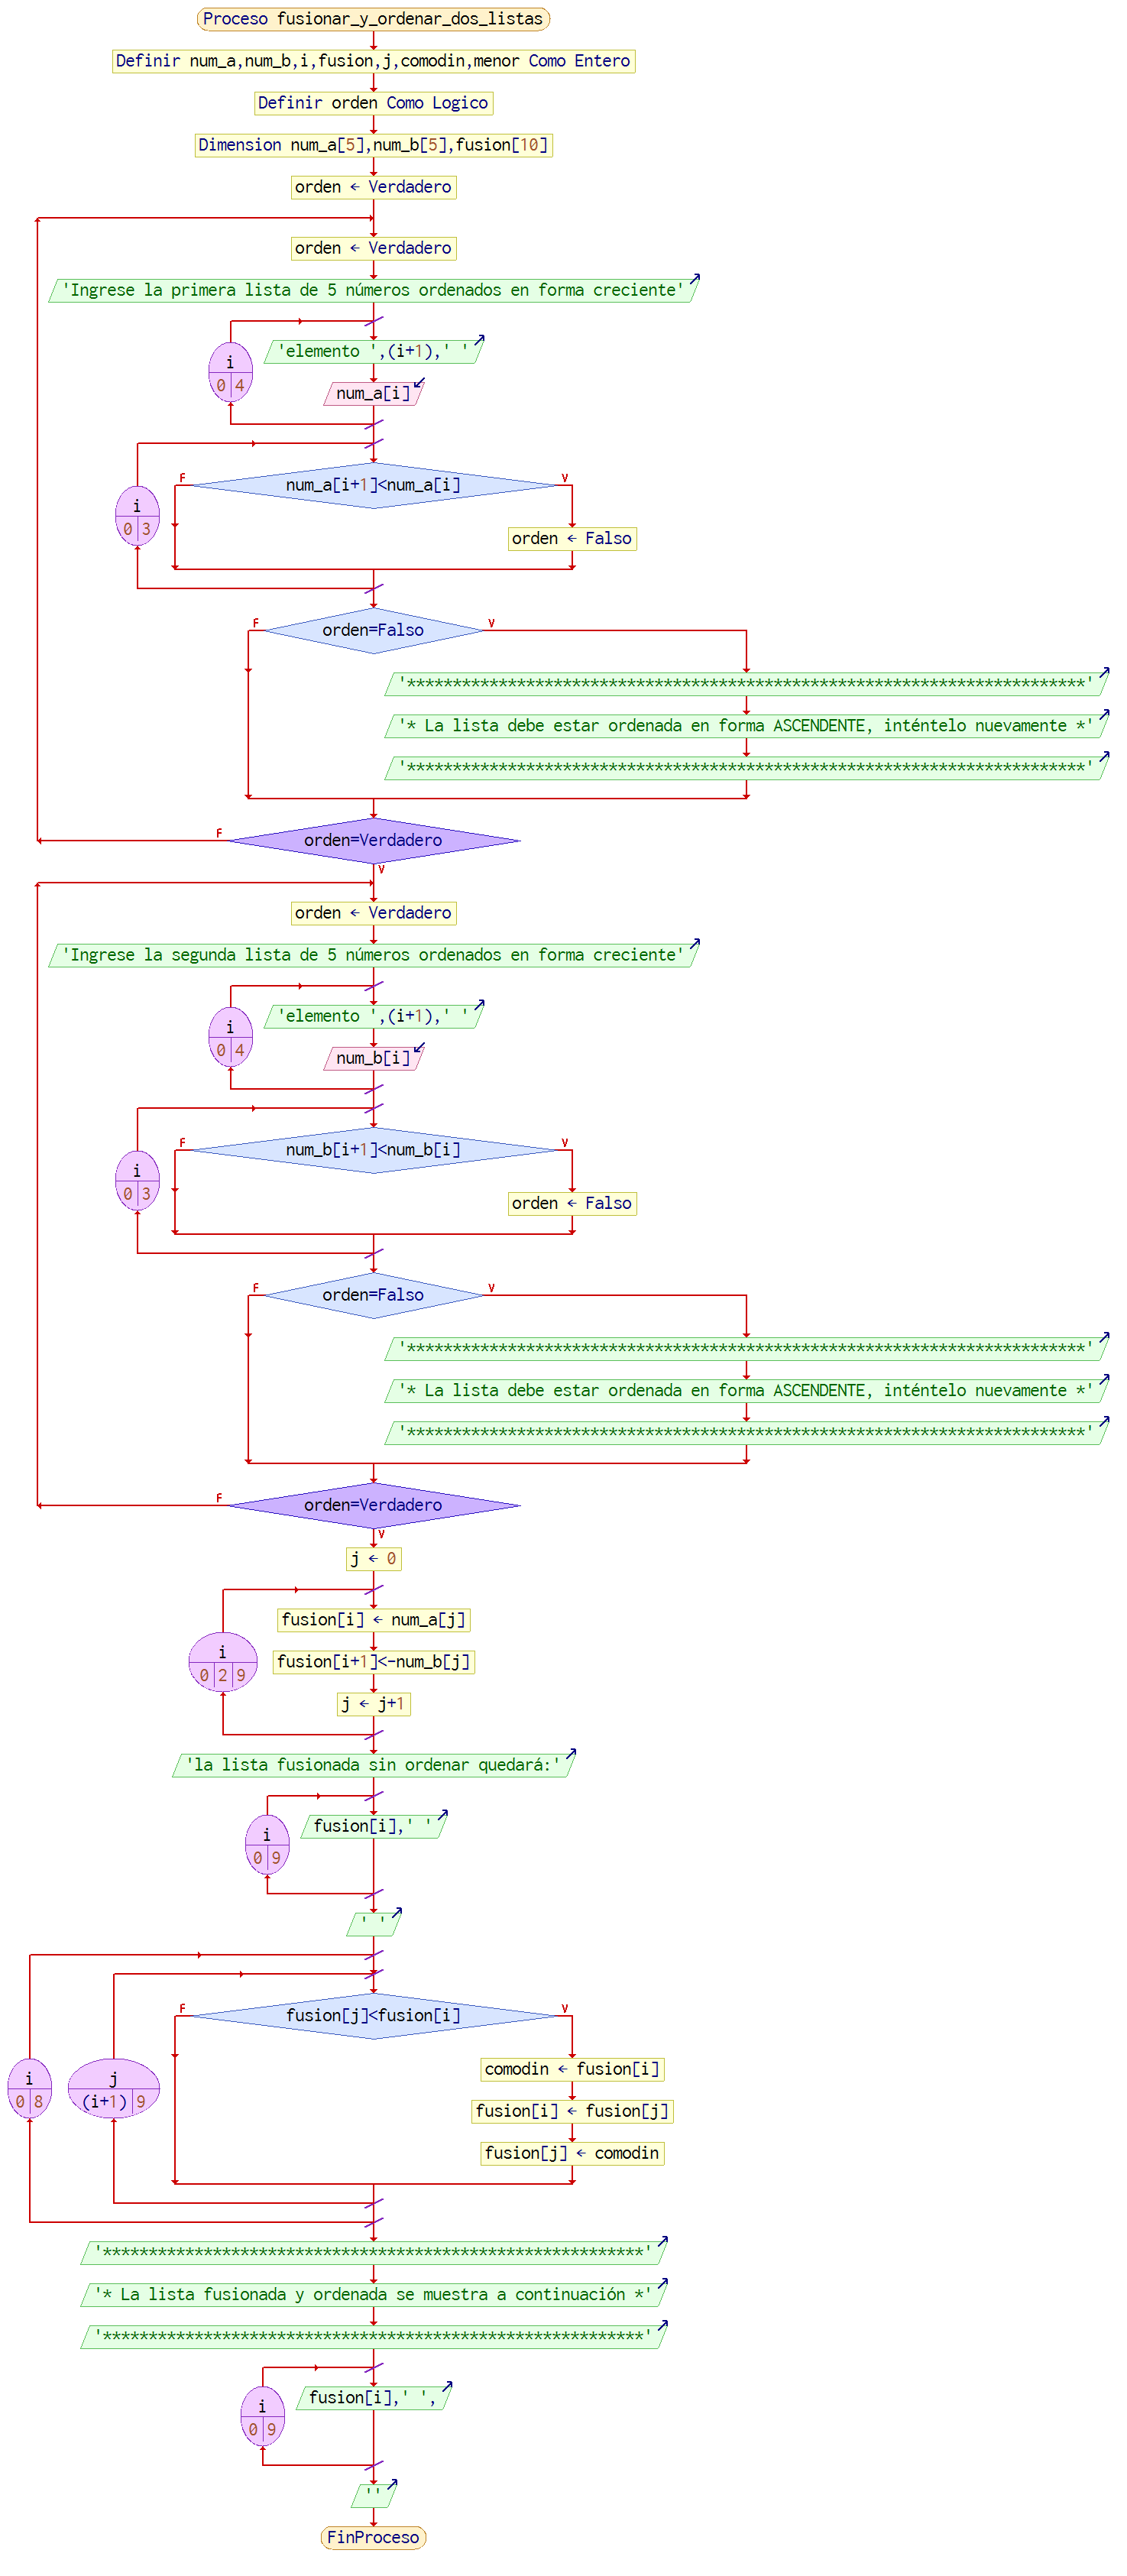 Proceso fusionar_y_ordenar_dos_listas
Definir num_a,num_b,i,fusion,j,comodin,menor Como Entero
Definir orden Como Logico
Dimension num_a[5],num_b[5],fusion[10]
orden ← Verdadero
orden ← Verdadero
'Ingrese la primera lista de 5 números ordenados en forma creciente'
'elemento ',(i+1),' '
i
0 4
num_a[i]
F
num_a[i+1]<num_a[i]
V
i
0 3
orden ← Falso
F
orden=Falso
V
'**************************************************************************'
'* La lista debe estar ordenada en forma ASCENDENTE, inténtelo nuevamente *'
'**************************************************************************'
F
orden=Verdadero
V
orden ← Verdadero
'Ingrese la segunda lista de 5 números ordenados en forma creciente'
'elemento ',(i+1),' '
i
0 4
num_b[i]
F
num_b[i+1]<num_b[i]
V
i
0 3
orden ← Falso
F
orden=Falso
V
'**************************************************************************'
'* La lista debe estar ordenada en forma ASCENDENTE, inténtelo nuevamente *'
'**************************************************************************'
F
orden=Verdadero
V
j ← 0
fusion[i] ← num_a[j]
i
0 2 9
fusion[i+1]<-num_b[j]
j ← j+1
'la lista fusionada sin ordenar quedará:'
fusion[i],' '
i
0 9
' '
F
fusion[j]<fusion[i]
V
i
0 8
j
(i+1) 9
comodin ← fusion[i]
fusion[i] ← fusion[j]
fusion[j] ← comodin
'***********************************************************'
'* La lista fusionada y ordenada se muestra a continuación *'
'***********************************************************'
fusion[i],' ',
i
0 9
''
FinProceso